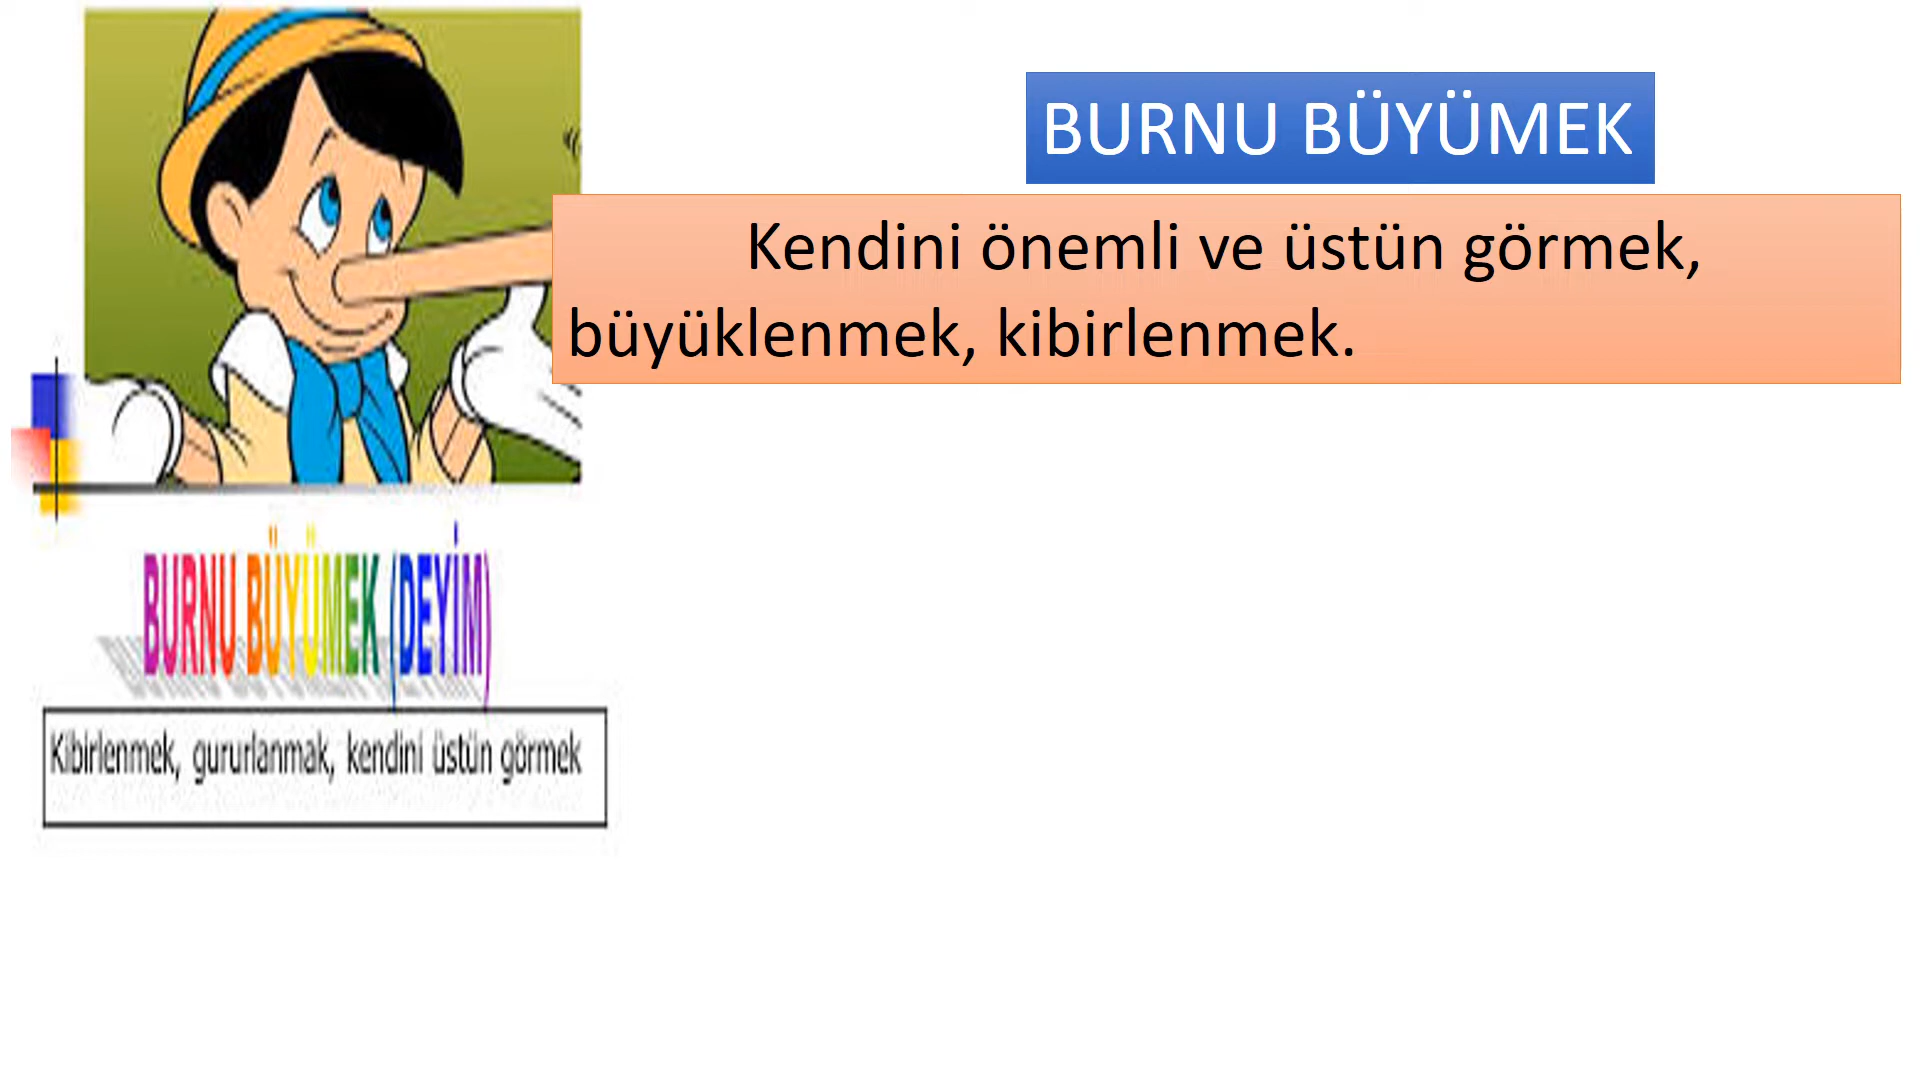 BURNU BÜYÜMEK
Kendini önemli ve üstün görmek,
büyüklenmek, kibirlenmek.
BURNU BÜYÜMEK (DEYİM)
Kibirlenmek, gururlanmak, kendini üstün görmek